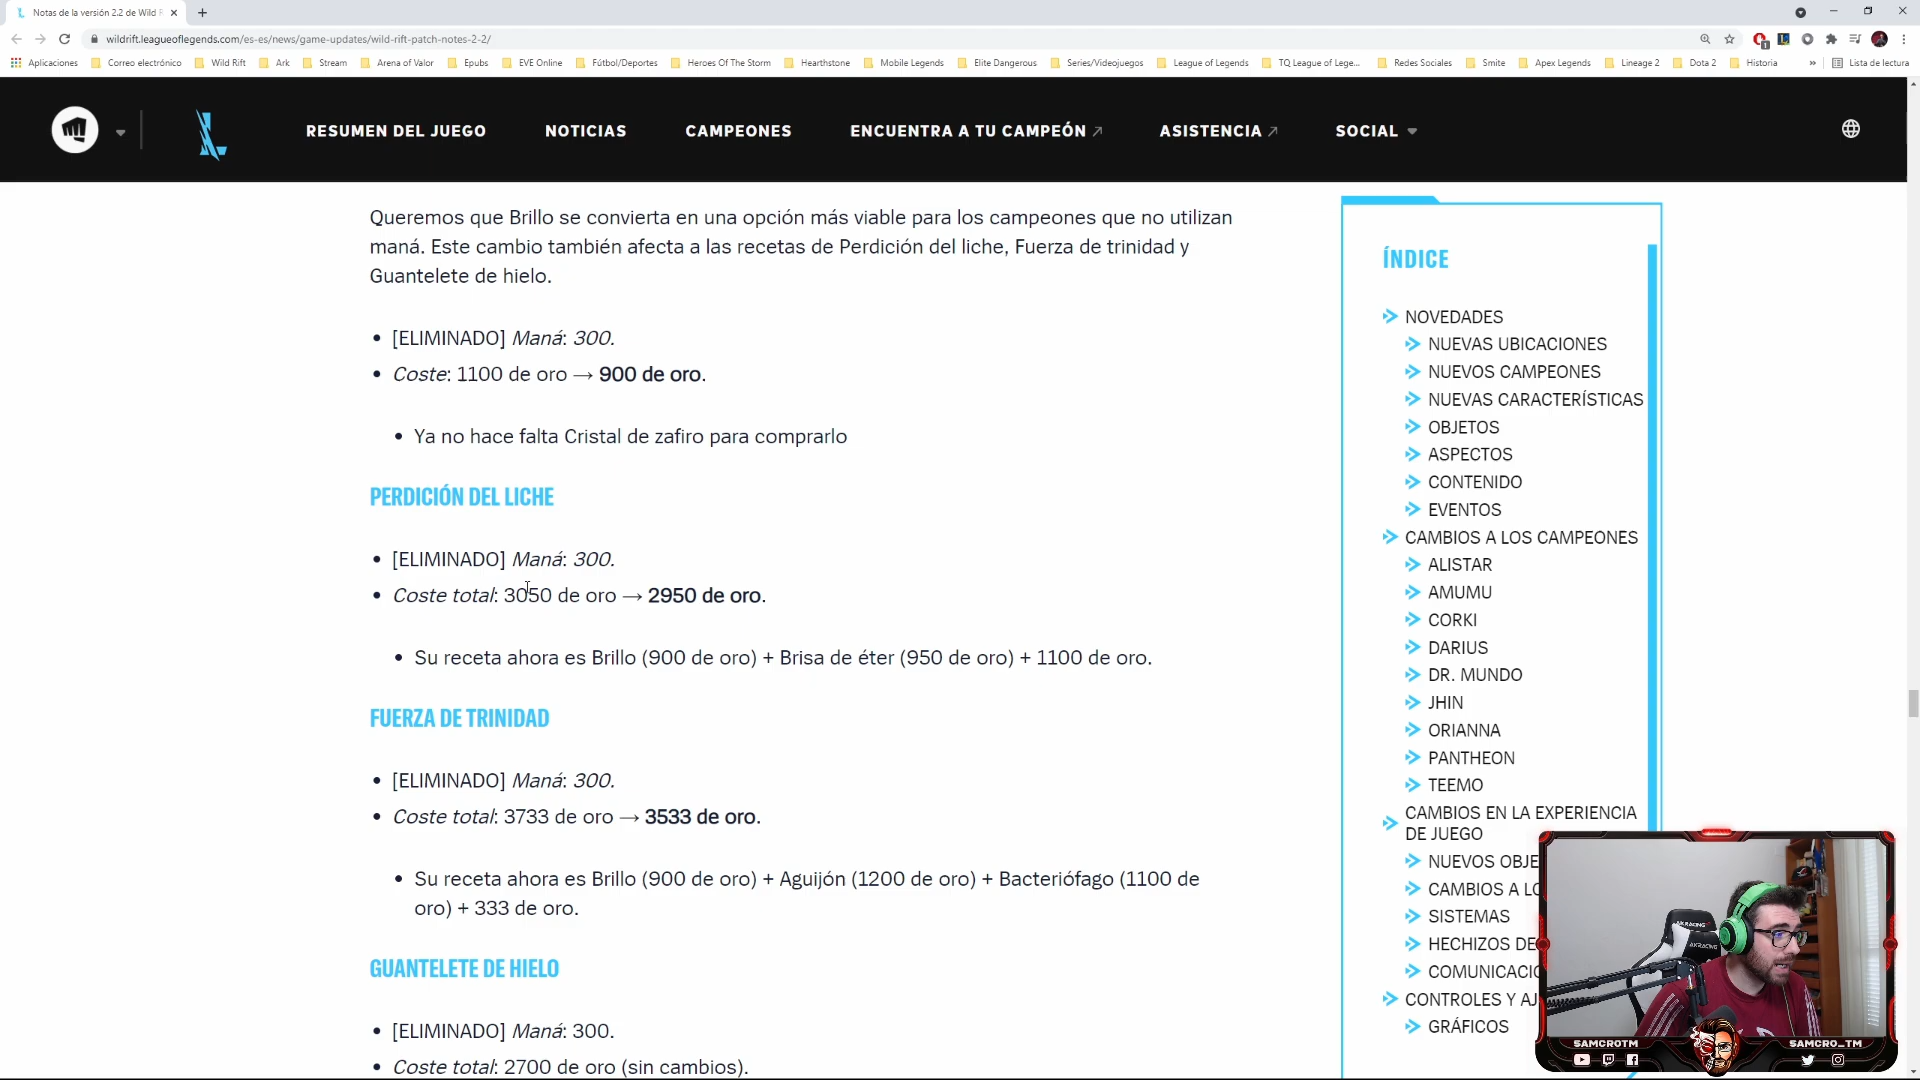 Notas de la versión 2.2 de Wild R
wildrift.leagueoflegends.com/es-es/news/game-updates/wild-rift-patch-notes-2-2/
Aplicaciones Correo electrónico Wild Rift Ark Stream Arena of Valor Epubs EVE Online Fútbol/Deportes Heroes Of The Storm Hearthstone Mobile Legends Elite Dangerous Series/Videojuegos League of Legends TQ League of Lege... Redes Sociales Smite Apex Legends Lineage 2 Dota 2 Historia » Lista de lectura
RESUMEN DEL JUEGO NOTICIAS CAMPEONES ENCUENTRA A TU CAMPEÓN ASISTENCIA SOCIAL
Queremos que Brillo se convierta en una opción más viable para los campeones que no utilizan
maná. Este cambio también afecta a las recetas de Perdición del liche, Fuerza de trinidad y
Guantelete de hielo.
• [ELIMINADO] Maná: 300.
• Coste: 1100 de oro → 900 de oro.
• Ya no hace falta Cristal de zafiro para comprarlo
PERDICIÓN DEL LICHE
• [ELIMINADO] Maná: 300.
• Coste total: 3050 de oro → 2950 de oro.
• Su receta ahora es Brillo (900 de oro) + Brisa de éter (950 de oro) + 1100 de oro.
FUERZA DE TRINIDAD
• [ELIMINADO] Maná: 300.
• Coste total: 3733 de oro → 3533 de oro.
• Su receta ahora es Brillo (900 de oro) + Aguijón (1200 de oro) + Bacteriófago (1100 de
oro) + 333 de oro.
GUANTELETE DE HIELO
• [ELIMINADO] Maná: 300.
• Coste total: 2700 de oro (sin cambios).
ÍNDICE
NOVEDADES
NUEVAS UBICACIONES
NUEVOS CAMPEONES
NUEVAS CARACTERÍSTICAS
OBJETOS
ASPECTOS
CONTENIDO
EVENTOS
CAMBIOS A LOS CAMPEONES
ALISTAR
AMUMU
CORKI
DARIUS
DR. MUNDO
JHIN
ORIANNA
PANTHEON
TEEMO
CAMBIOS EN LA EXPERIENCIA
DE JUEGO
NUEVOS OBJE
CAMBIOS A LO
SISTEMAS
HECHIZOS DE
COMUNICACIO
CONTROLES Y AJ
GRÁFICOS
AKRACING
AKRACING
SAMCROTM SAMCRO_TM